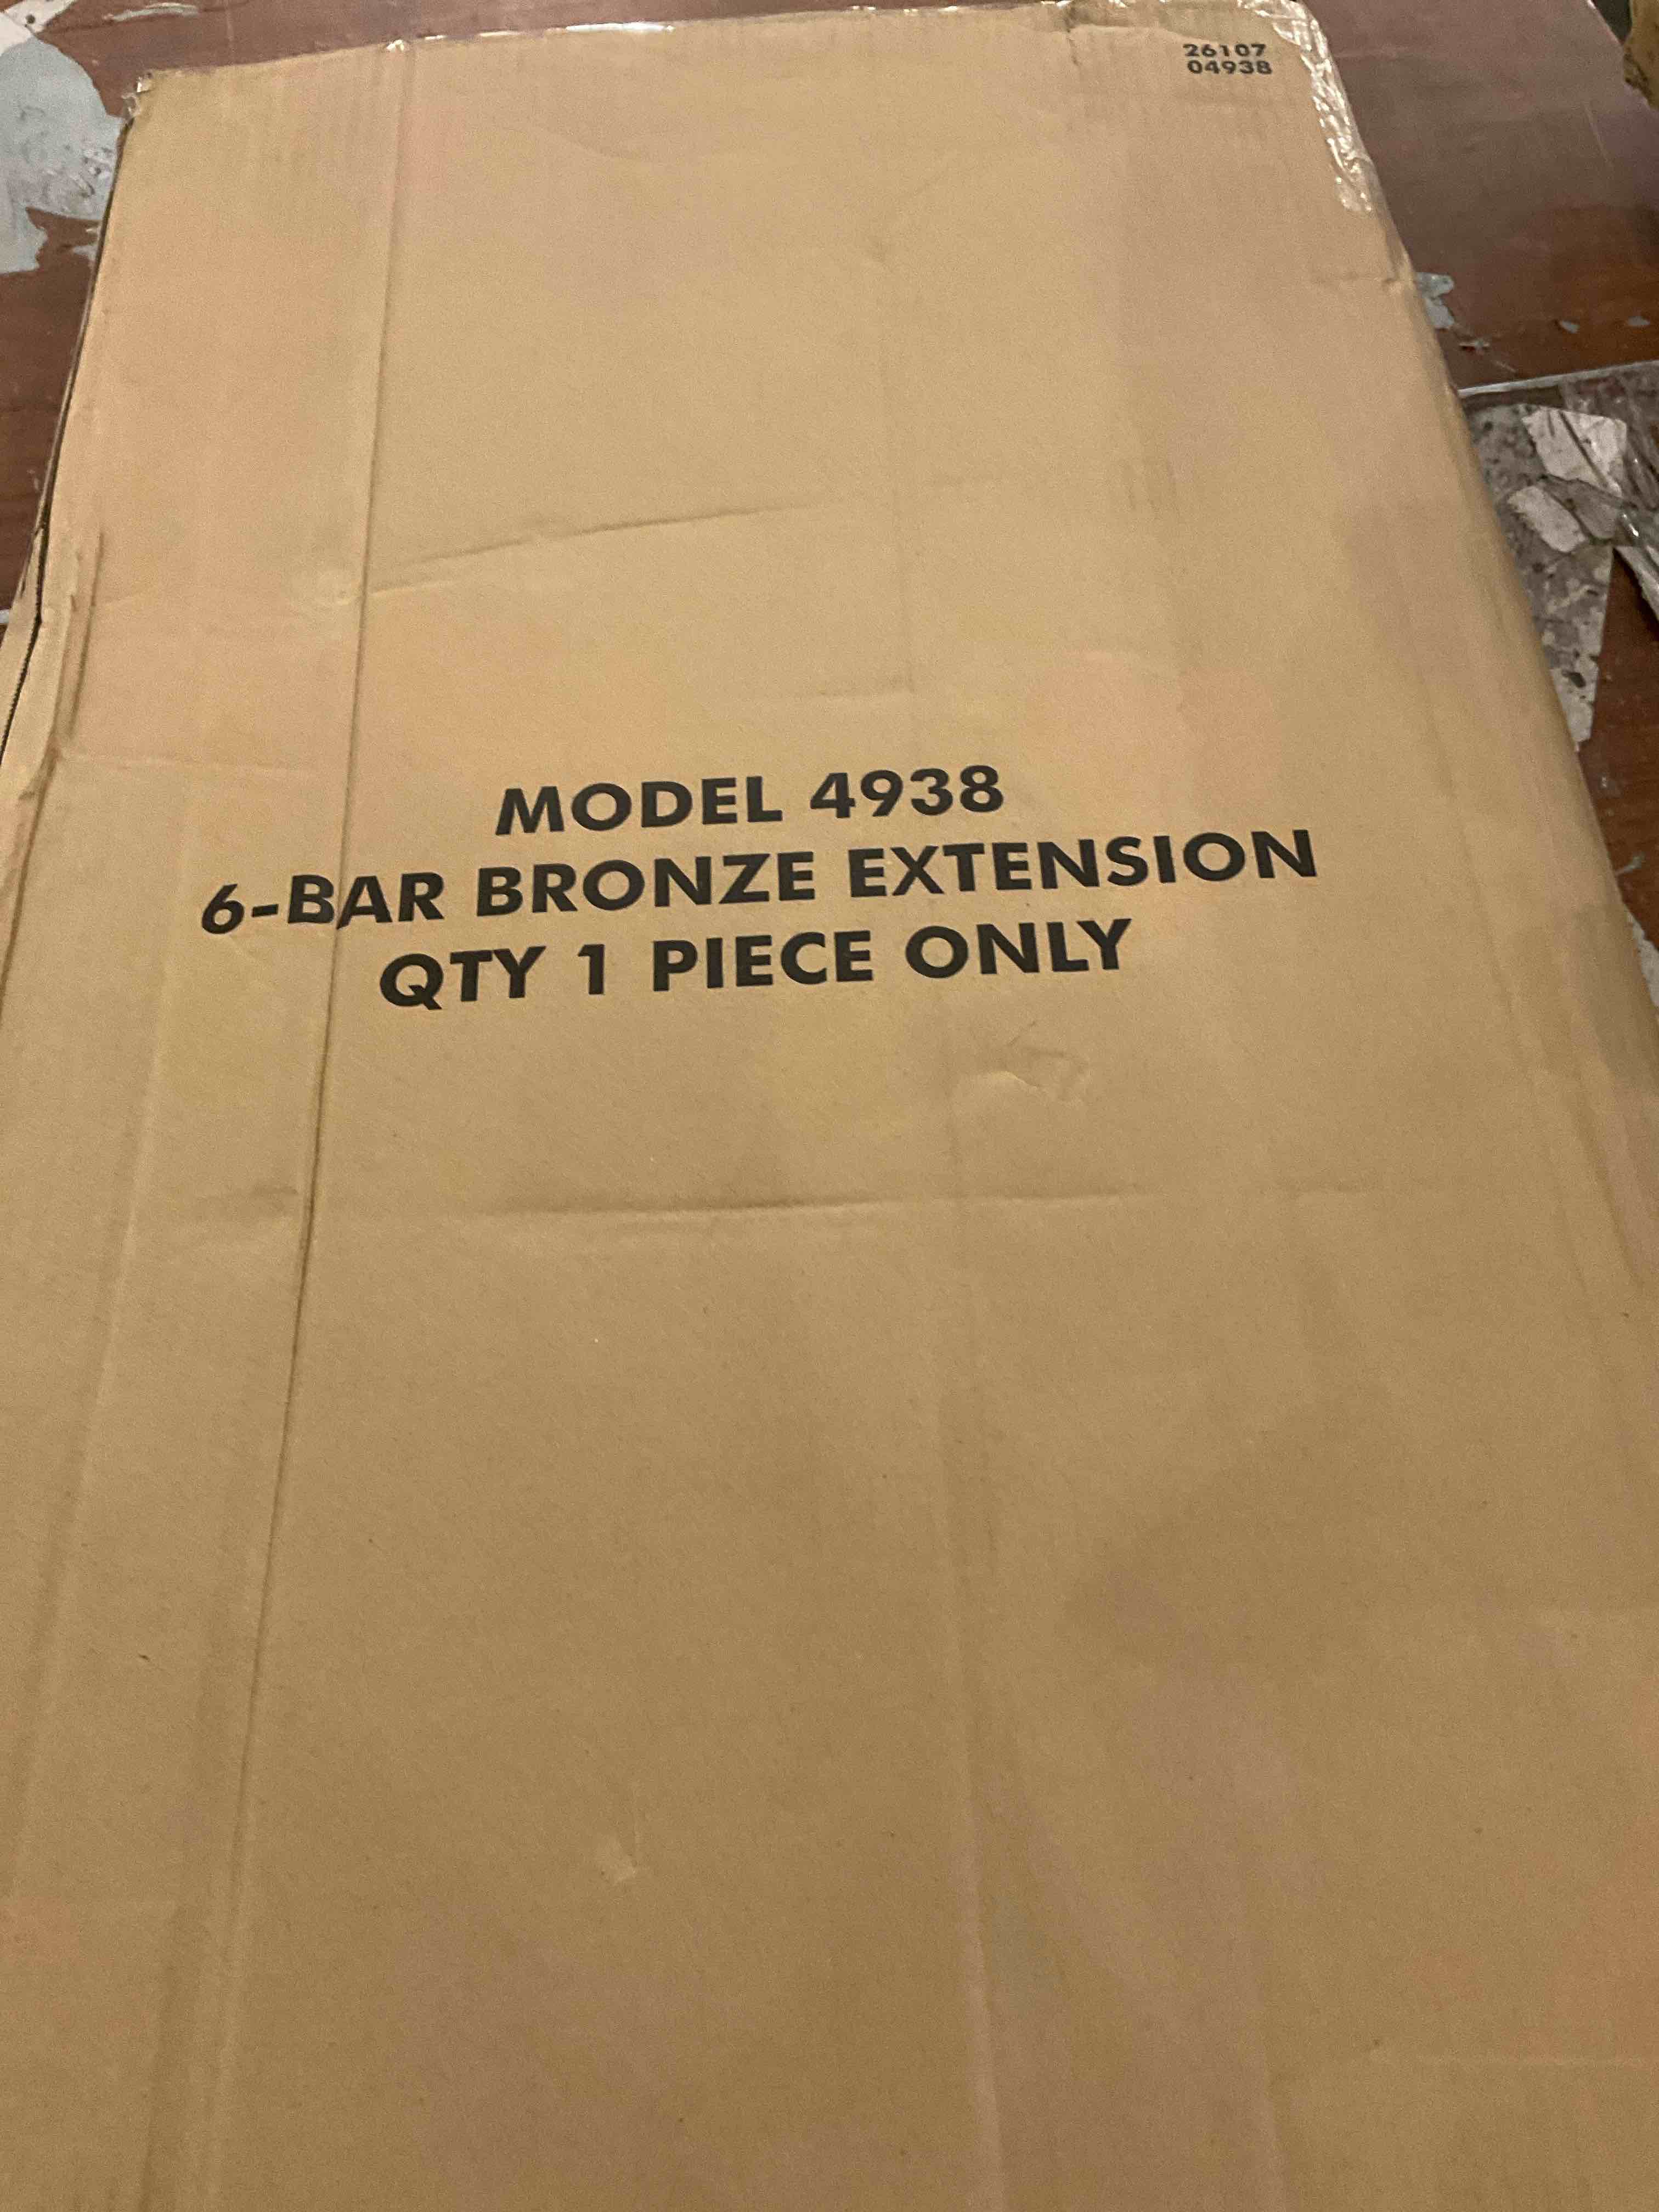 26107
04938
MODEL 4938
6-BAR BRONZE EXTENSION
QTY 1 PIECE ONLY